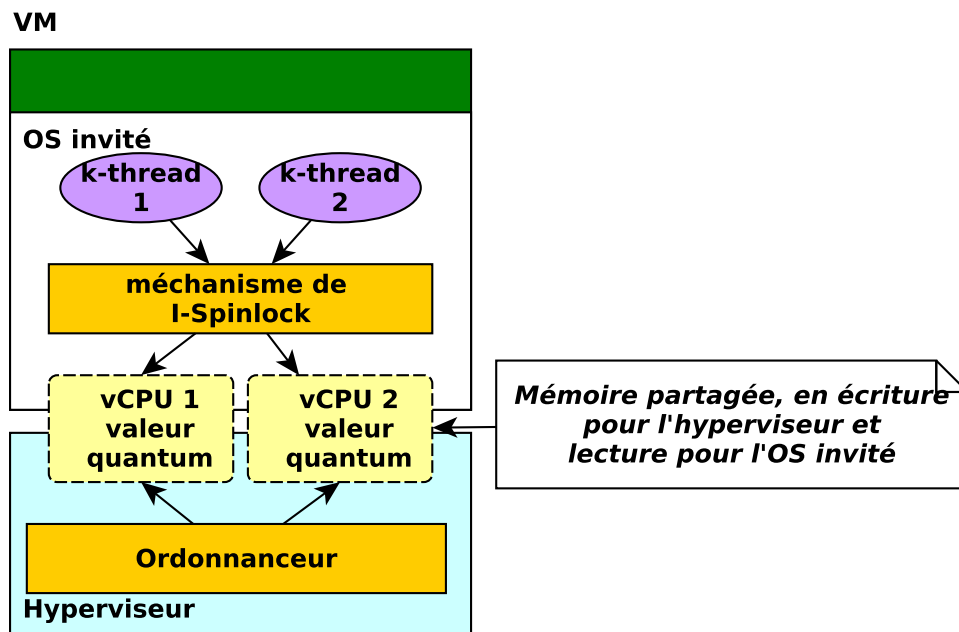 VM
OS invité
k-thread
1
k-thread
2
méchanisme de
I-Spinlock
vCPU 1
valeur
quantum
vCPU 2
valeur
quantum
Mémoire partagée, en écriture
pour l'hyperviseur et
lecture pour l'OS invité
Ordonnanceur
Hyperviseur